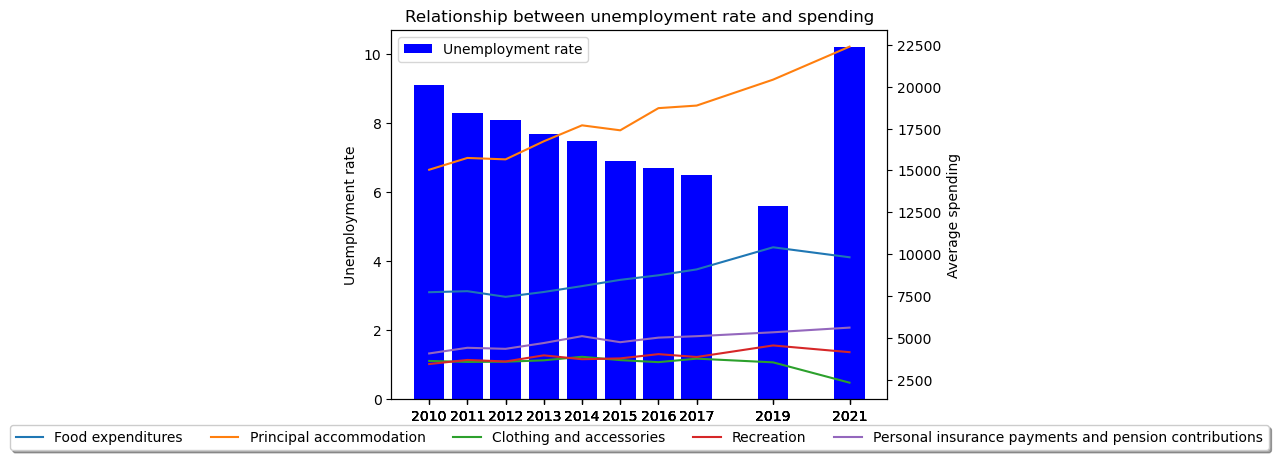 Relationship between unemployment rate and spending
Unemployment rate
10
8
6
4
2
0
Unemployment rate
22500
20000
17500
15000
12500
10000
7500
5000
2500
Average spending
2010 2011 2012 2013 2014 2015 2016 2017 2019 2021
Food expenditures Principal accommodation Clothing and accessories Recreation Personal insurance payments and pension contributions